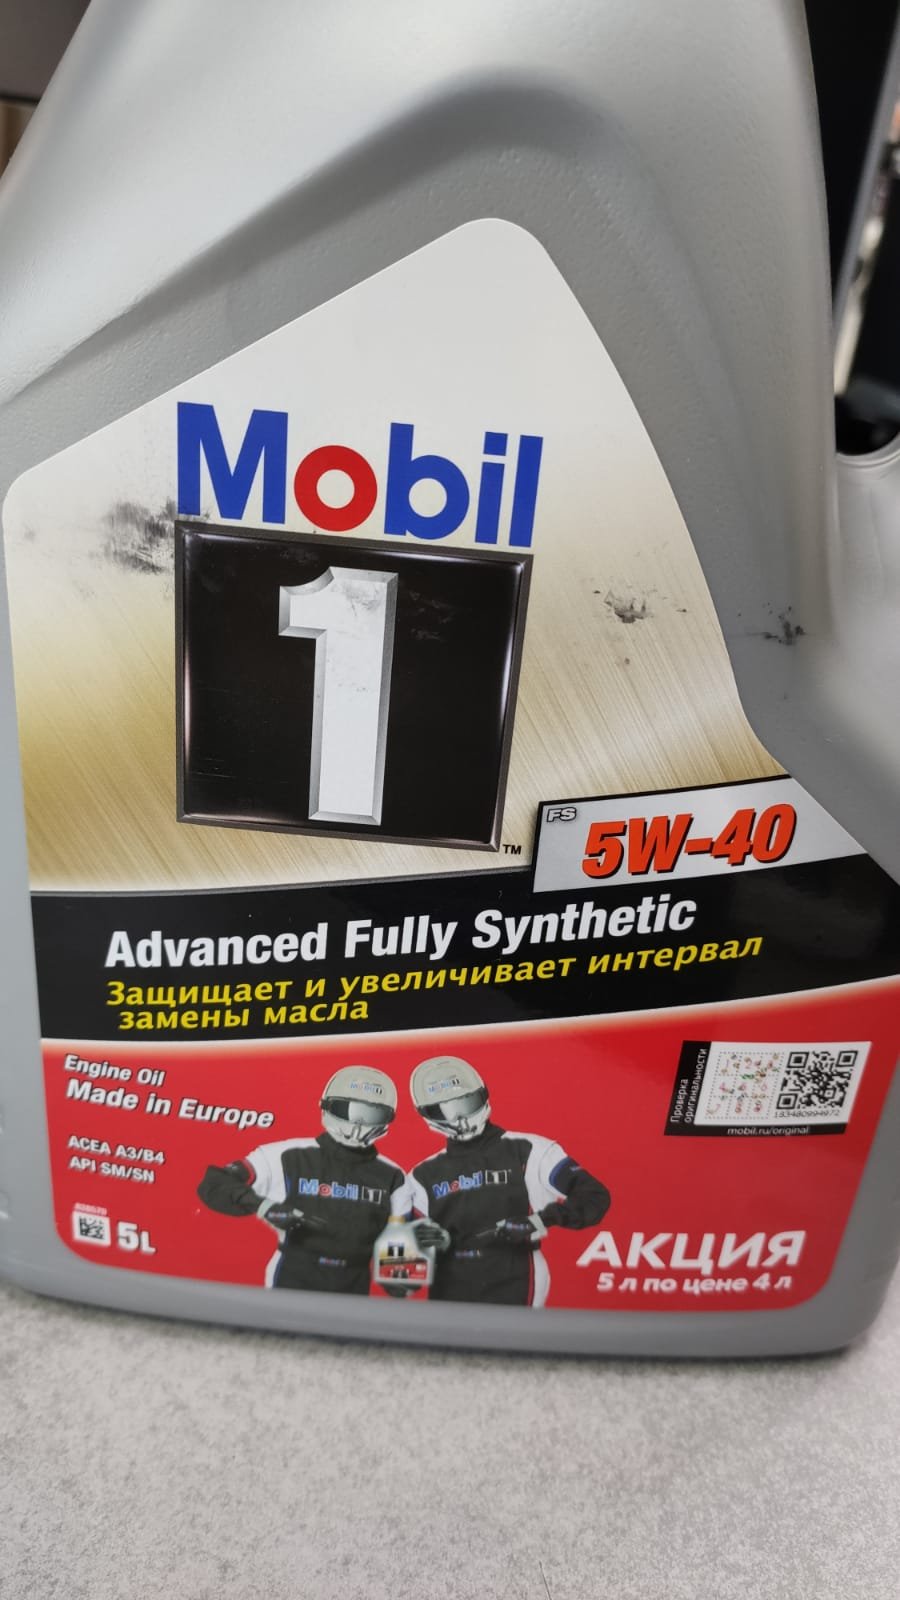 Mobil
1
TM
FS
5W-40
Advanced Fully Synthetic
Защищает и увеличивает интервал
замены масла
Engine Oil
Made in Europe
ACEA A3/B4
API SM/SN
5L
Проверка
оригинальности
183480994972
mobil.ru/original
Mobil 1
Mobil 1
АКЦИЯ
5 л по цене 4 л